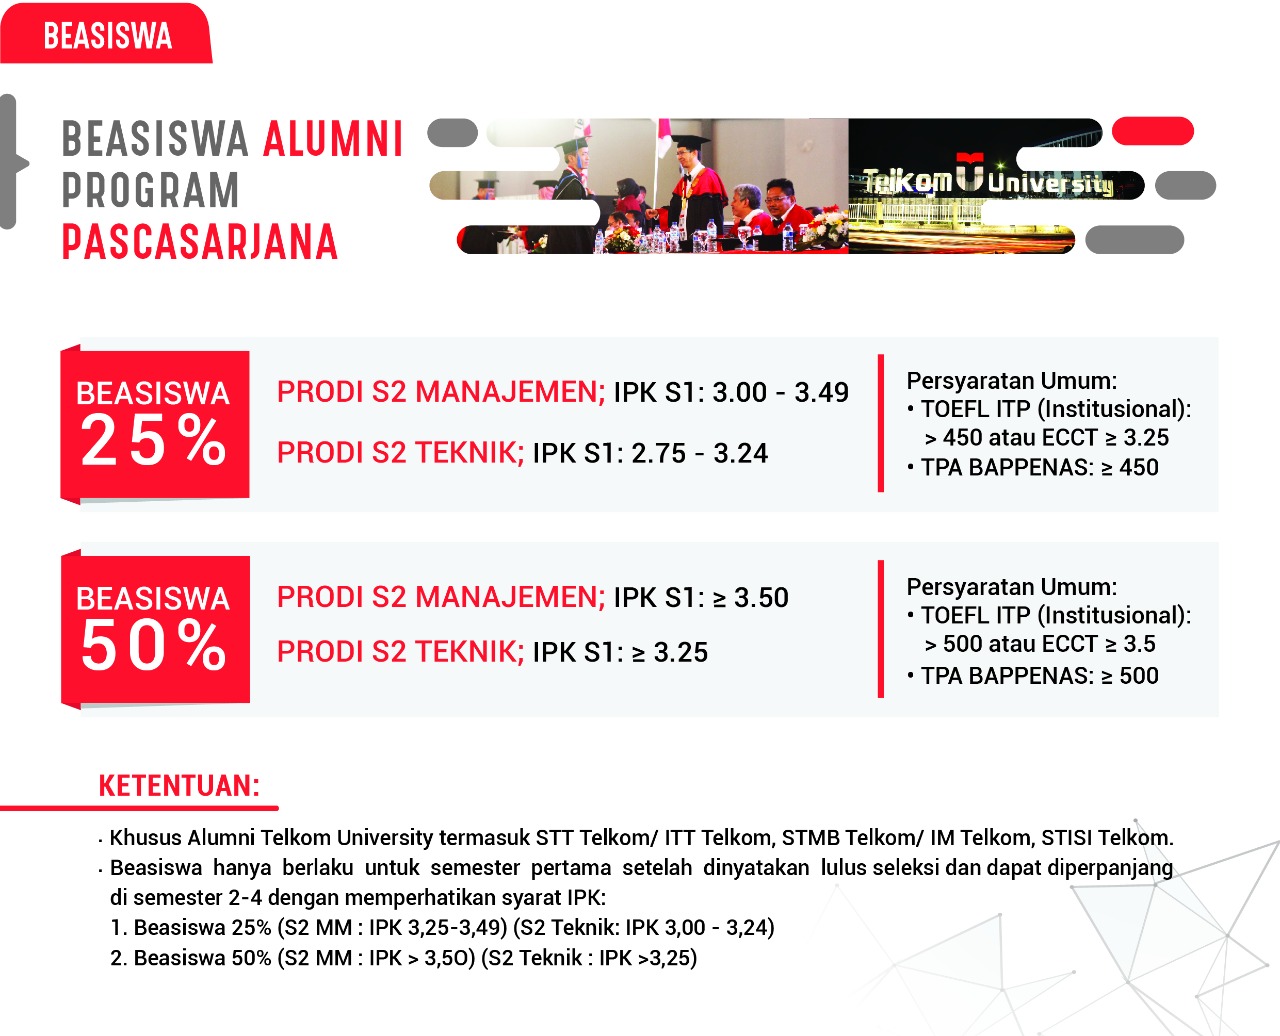 BEASISWA
BEASISWA ALUMNI
PROGRAM
PASCASARJANA
Telkom University
BEASISWA
25%
PRODI S2 MANAJEMEN; IPK S1: 3.00 - 3.49
PRODI S2 TEKNIK; IPK S1: 2.75 - 3.24
Persyaratan Umum:
• TOEFL ITP (Institusional):
> 450 atau ECCT ≥ 3.25
• TPA BAPPENAS: ≥ 450
BEASISWA
50%
PRODI S2 MANAJEMEN; IPK S1: ≥ 3.50
PRODI S2 TEKNIK; IPK S1: ≥ 3.25
Persyaratan Umum:
• TOEFL ITP (Institusional):
> 500 atau ECCT ≥ 3.5
• TPA BAPPENAS: ≥ 500
KETENTUAN:
· Khusus Alumni Telkom University termasuk STT Telkom/ ITT Telkom, STMB Telkom/ IM Telkom, STISI Telkom.
· Beasiswa hanya berlaku untuk semester pertama setelah dinyatakan lulus seleksi dan dapat diperpanjang
di semester 2-4 dengan memperhatikan syarat IPK:
1. Beasiswa 25% (S2 MM : IPK 3,25-3,49) (S2 Teknik: IPK 3,00 - 3,24)
2. Beasiswa 50% (S2 MM : IPK > 3,5O) (S2 Teknik : IPK >3,25)